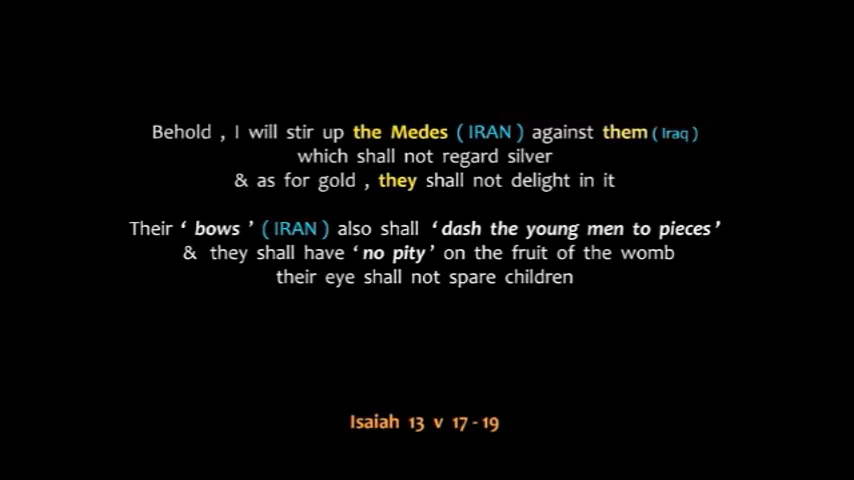 Behold , I will stir up the Medes ( IRAN ) against them ( Iraq )
which shall not regard silver
& as for gold , they shall not delight in it
Their ‘ bows ’ ( IRAN ) also shall ‘ dash the young men to pieces ’
& they shall have ‘ no pity ’ on the fruit of the womb
their eye shall not spare children
Isaiah 13 v 17 - 19